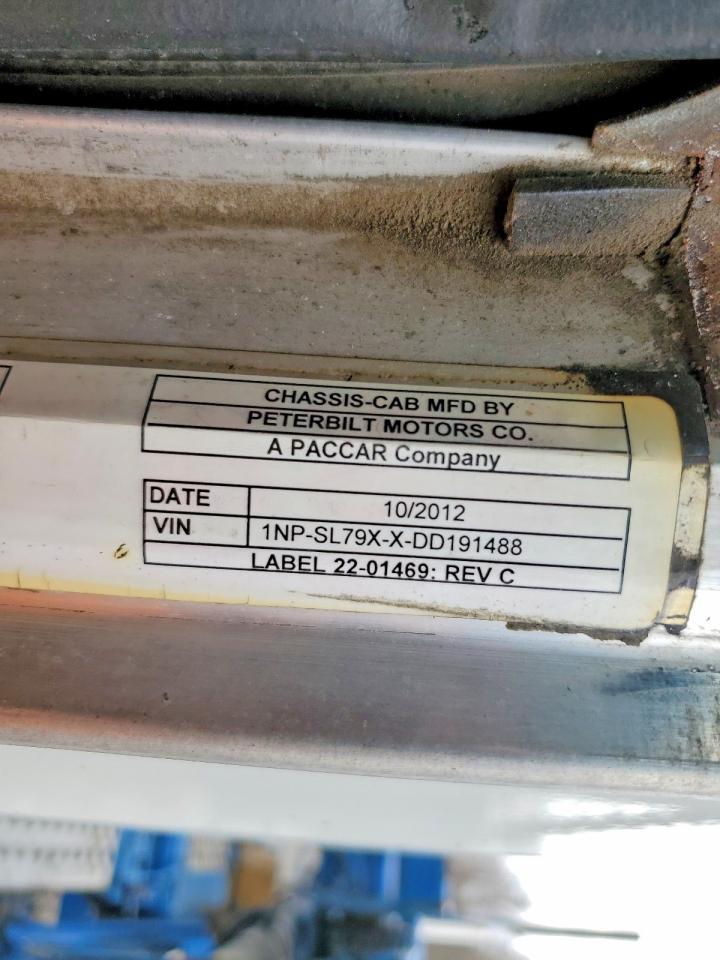 CHASSIS-CAB MFD BY
PETERBILT MOTORS CO.
A PACCAR Company
DATE 10/2012
VIN 1NP-SL79X-X-DD191488
LABEL 22-01469: REV C